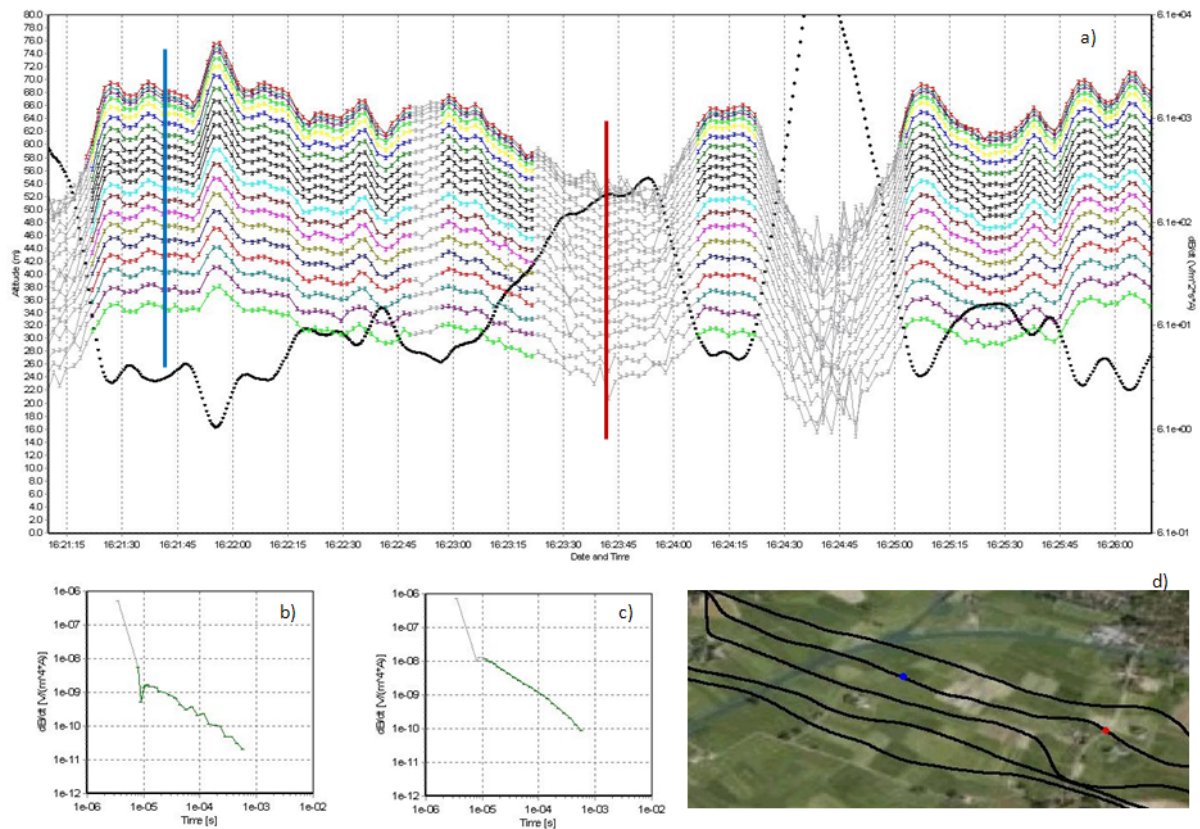 80.0
78.0
76.0
74.0
72.0
70.0
68.0
66.0
64.0
62.0
60.0
58.0
56.0
54.0
52.0
50.0
48.0
46.0
44.0
42.0
40.0
38.0
36.0
34.0
32.0
30.0
28.0
26.0
24.0
22.0
20.0
18.0
16.0
14.0
12.0
10.0
8.0
6.0
4.0
2.0
0.0
Altitude (m)
a)
6.1e+04
6.1e+03
6.1e+02
6.1e+01
6.1e+00
6.1e-01
16:21:15 16:21:30 16:21:45 16:22:00 16:22:15 16:22:30 16:22:45 16:23:00 16:23:15 16:23:30 16:23:45 16:24:00 16:24:15 16:24:30 16:24:45 16:25:00 16:25:15 16:25:30 16:25:45 16:26:00
Date and Time
b)
1e-06
1e-07
1e-08
1e-09
1e-10
1e-11
1e-12
dB/dt [V/(m^4*A)]
1e-06 1e-05 1e-04 1e-03 1e-02
Time [s]
c)
1e-06
1e-07
1e-08
1e-09
1e-10
1e-11
1e-12
dB/dt [V/(m^4*A)]
1e-06 1e-05 1e-04 1e-03 1e-02
Time [s]
d)